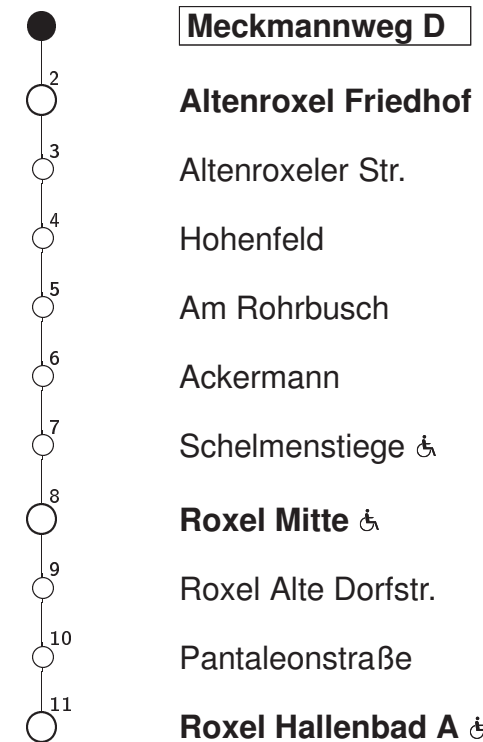 Meckmannweg D
2 Altenroxel Friedhof
3 Altenroxeler Str.
4 Hohenfeld
5 Am Rohrbusch
6 Ackermann
7 Schelmenstiege
8 Roxel Mitte
9 Roxel Alte Dorfstr.
10 Pantaleonstraße
11 Roxel Hallenbad A